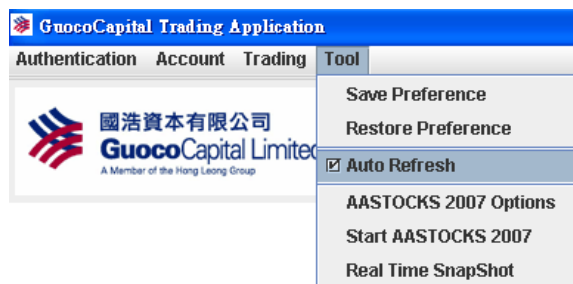 GuocoCapital Trading Application
Authentication Account Trading Tool
Save Preference
Restore Preference
Auto Refresh
AASTOCKS 2007 Options
Start AASTOCKS 2007
Real Time SnapShot
國浩資本有限公司
GuocoCapital Limited
A Member of the Hong Leong Group